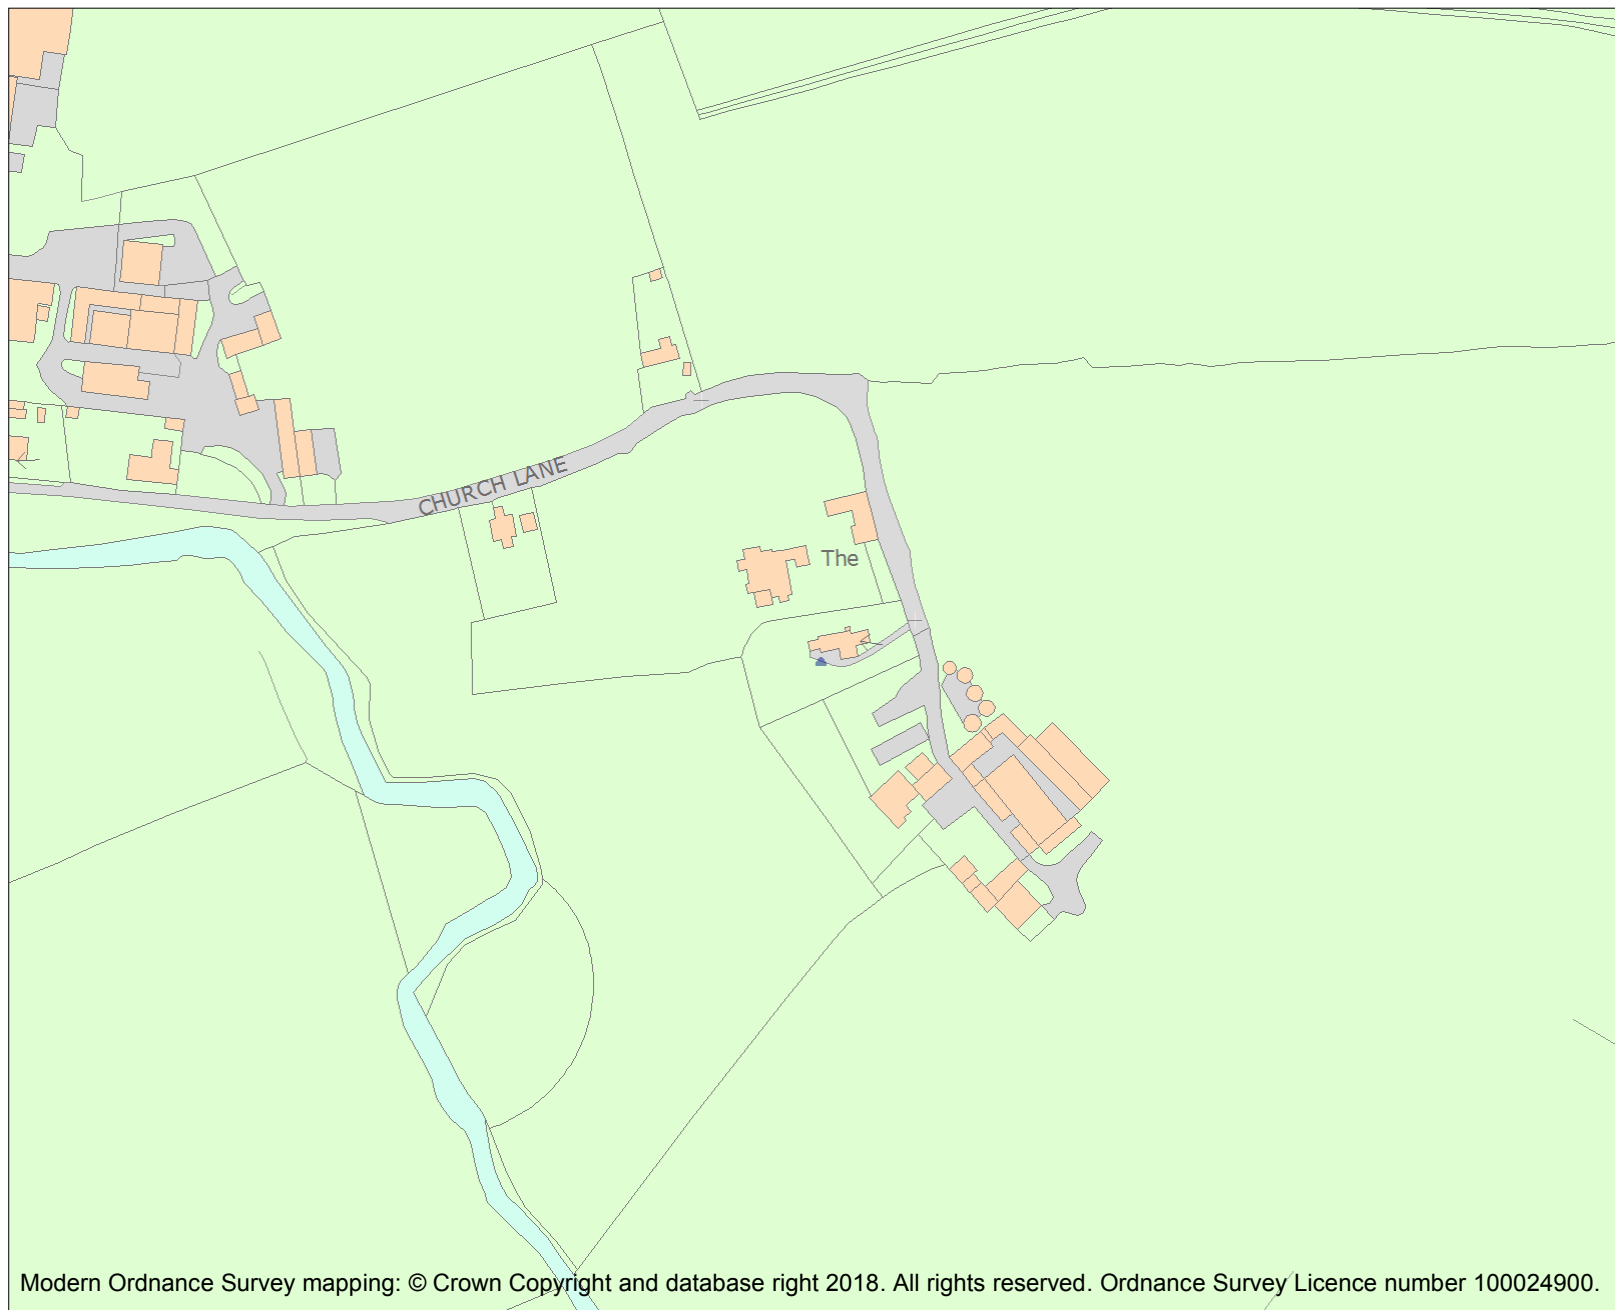 CHURCH LANE
The
Modern Ordnance Survey mapping: © Crown Copyright and database right 2018. All rights reserved. Ordnance Survey Licence number 100024900.